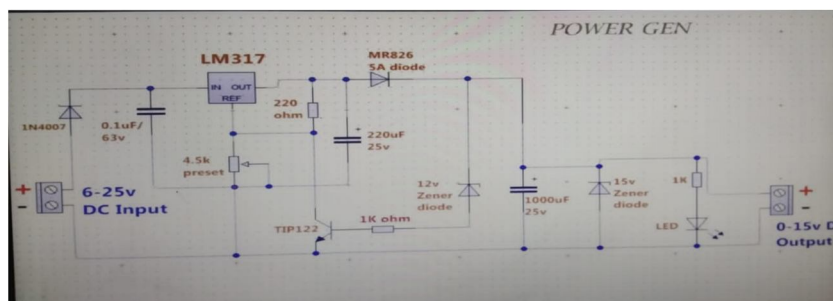 POWER GEN
LM317
MR826
5A diode
IN OUT
REF
1N4007
0.1uF/
63v
220
ohm
220uF
25v
4.5k
preset
+
6-25v
-
DC Input
12v
Zener
diode
+
1000uF
25v
15v
Zener
diode
1K
1K ohm
TIP122
LED
+
-
0-15v D
Output